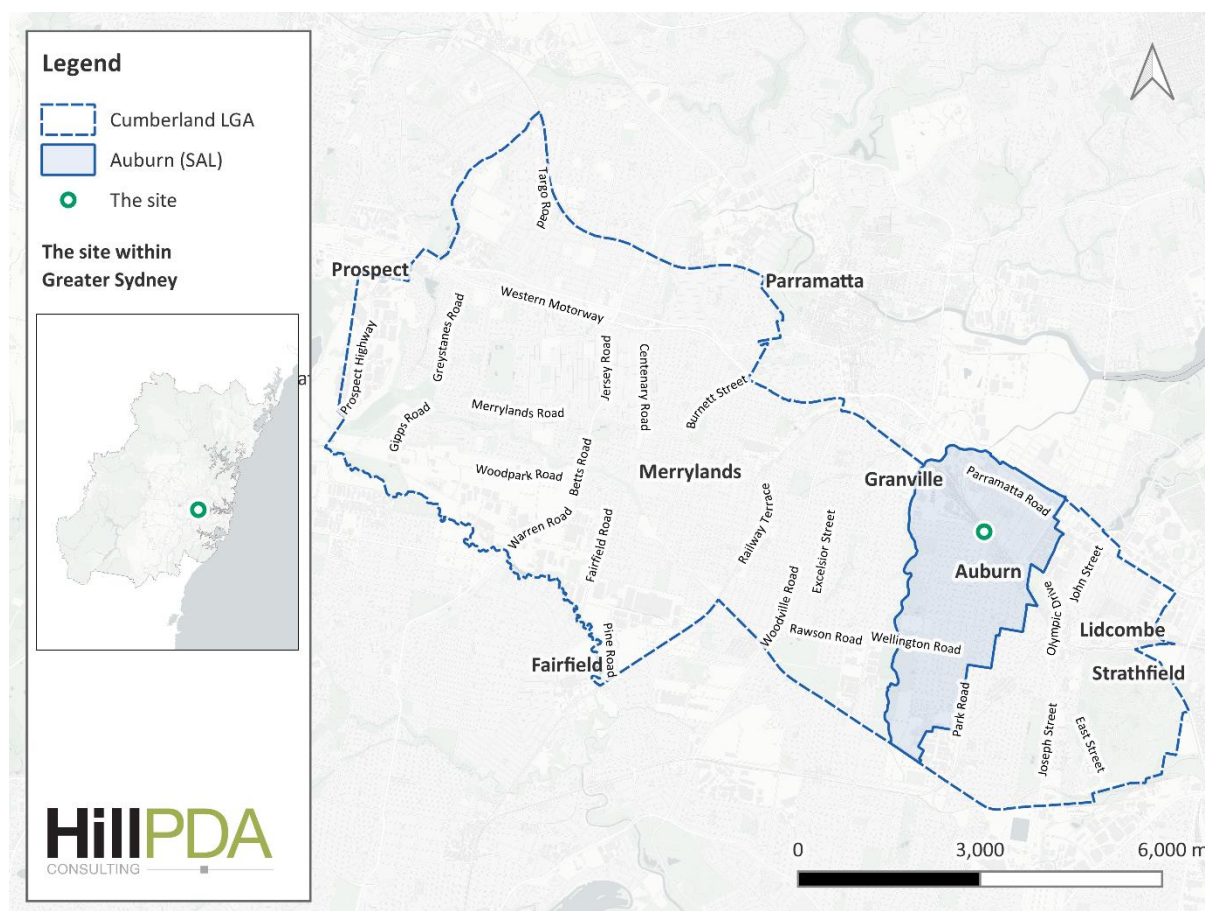 Legend
Cumberland LGA
Auburn (SAL)
The site
The site within
Greater Sydney
HillPDA
CONSULTING
Targo Road
Prospect
Parramatta
Western Motorway
Greystanes Road
Prospect Highway
Jersey Road
Centenary Road
Burnett Street
Merrylands Road
Gipps Road
Merrylands
Woodpark Road
Betts Road
Granville
Parramatta Road
Warren Road
Fairfield Road
Railway Terrace
Excelsior Street
Auburn
John Street
Olympic Drive
Woodville Road
Rawson Road
Wellington Road
Lidcombe
Pine Road
Fairfield
Strathfield
Park Road
Joseph Street
East Street
0
3,000
6,000 m